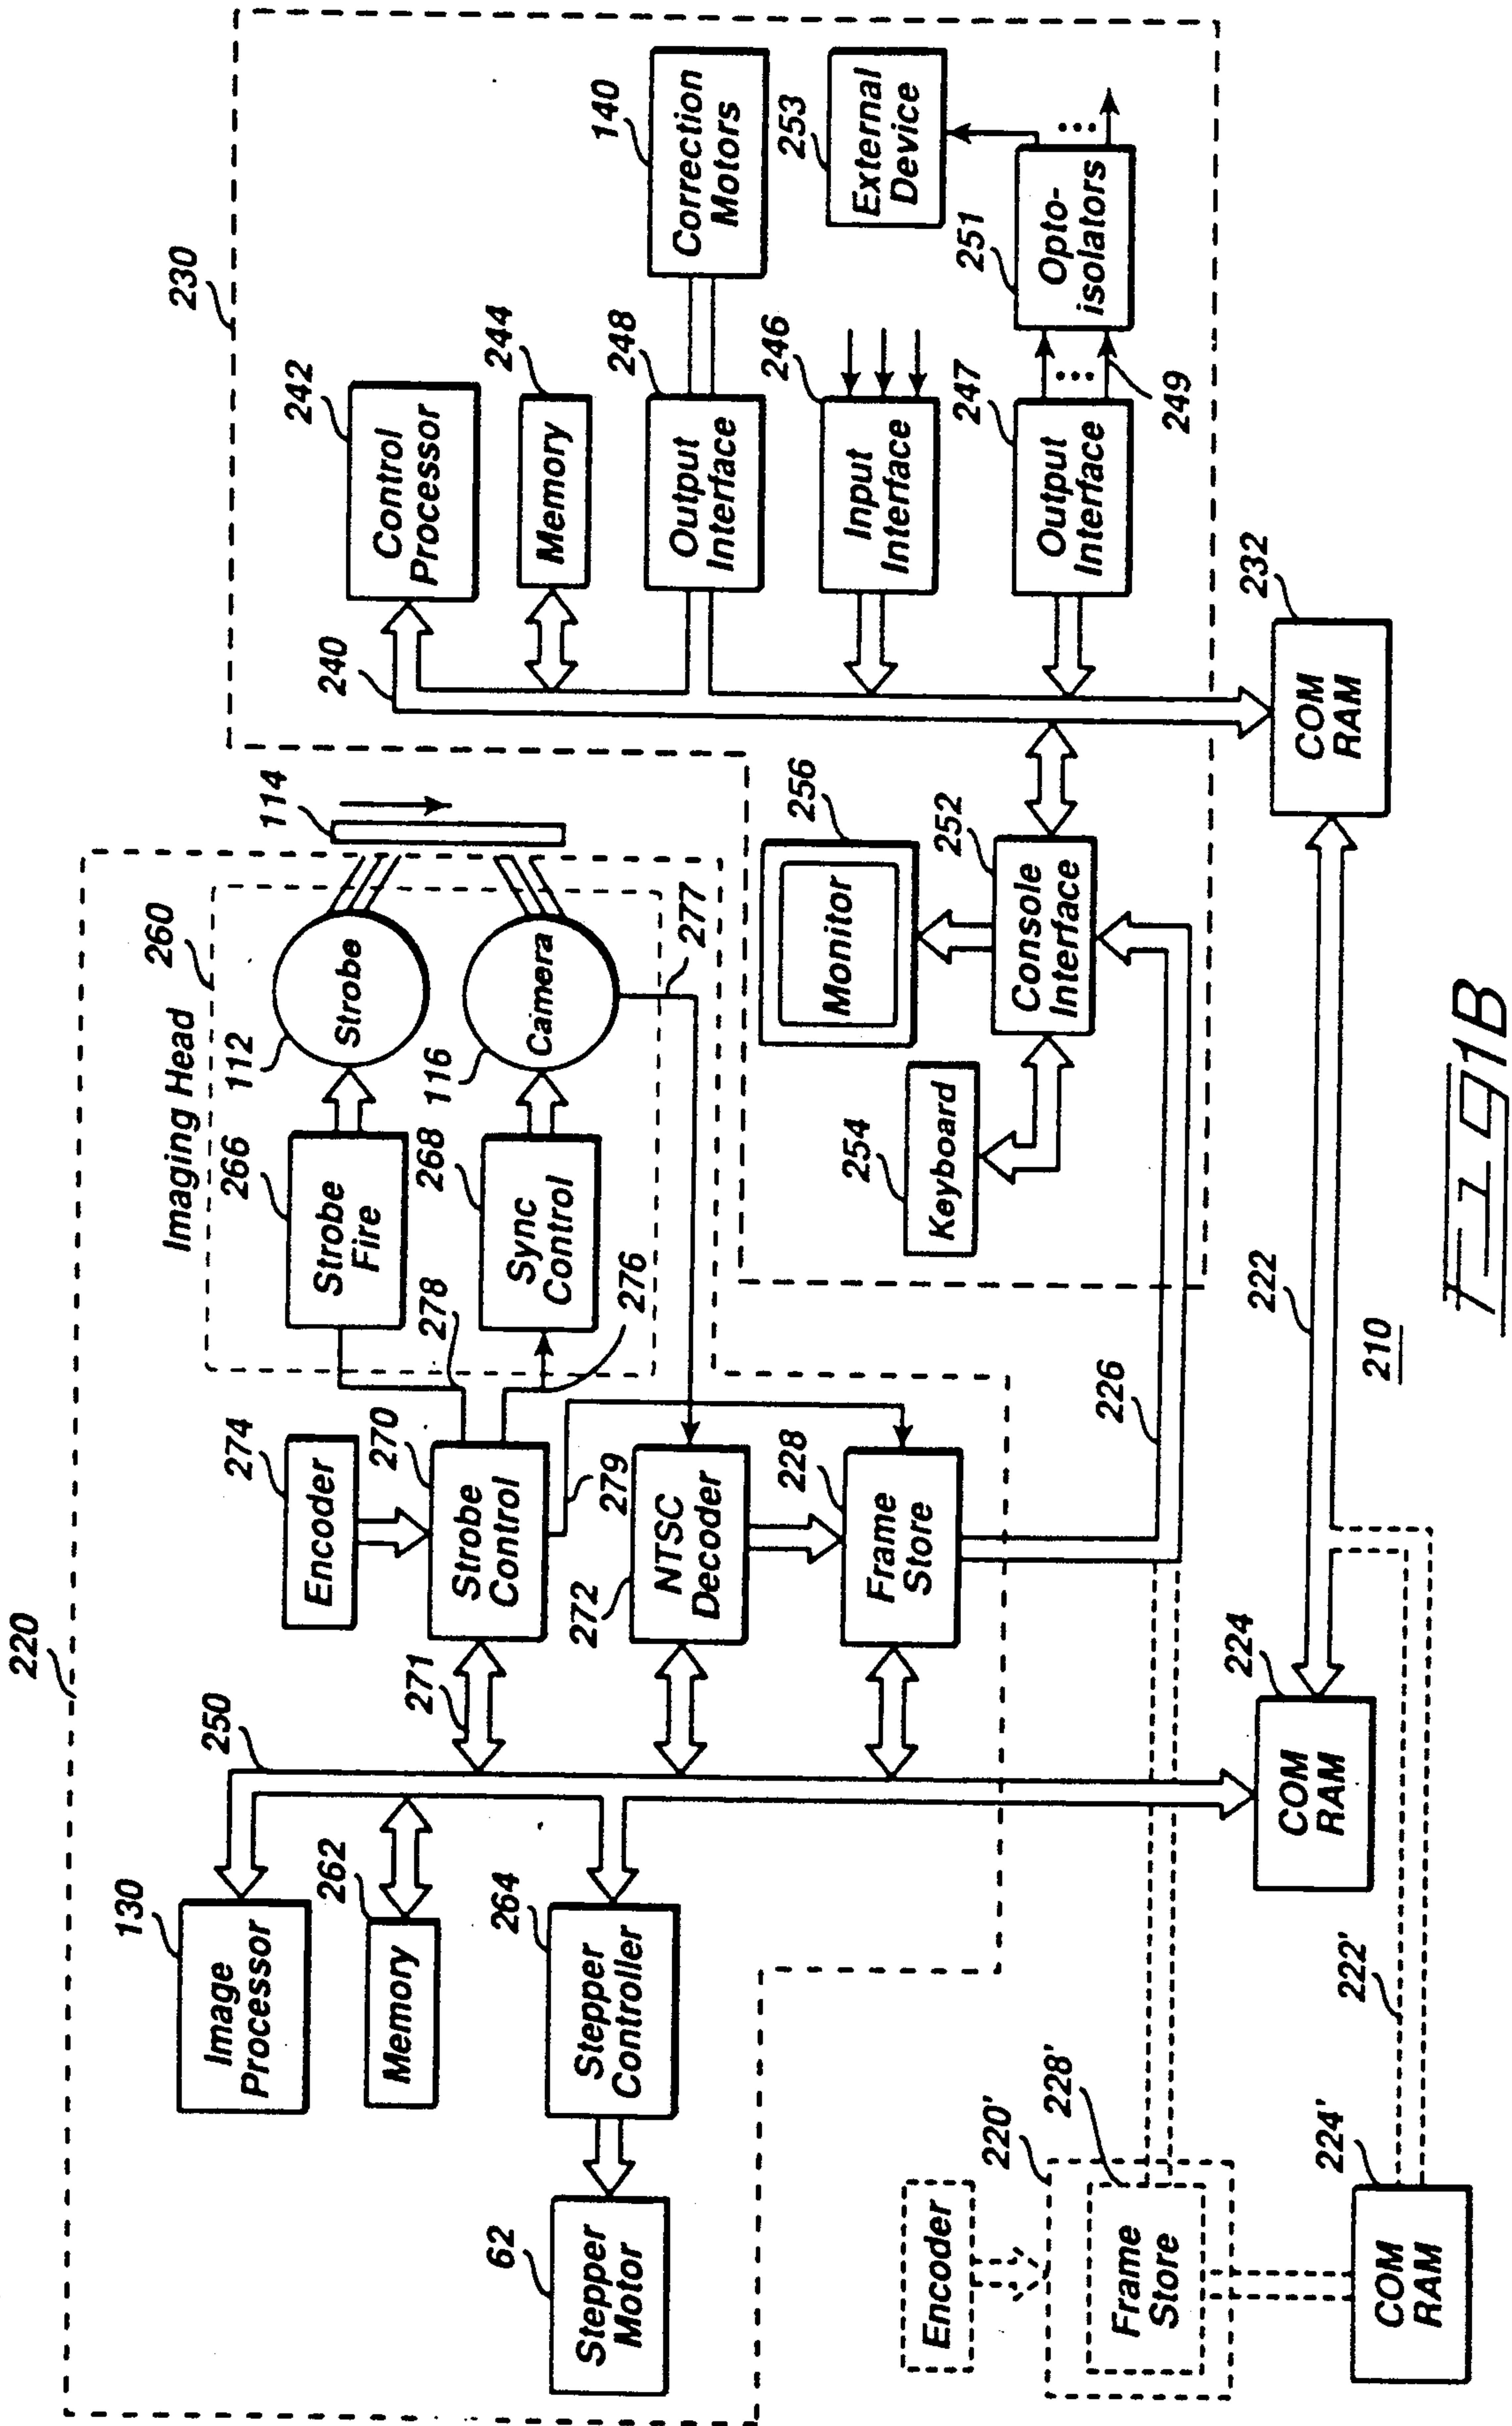 220
130
Image
Processor
262
Memory
264
Stepper
Controller
62
Stepper
Motor
250
271
274
Encoder
270
Strobe
Control
278
276
279
272
NTSC
Decoder
228
Frame
Store
Imaging Head
260
266
Strobe
Fire
112
Strobe
268
Sync
Control
116
Camera
277
114
230
240
242
Control
Processor
244
Memory
248
Output
Interface
140
Correction
Motors
246
Input
Interface
247
Output
Interface
249
251
Opto-
isolators
253
External
Device
256
Monitor
252
Console
Interface
254
Keyboard
226
232
COM
RAM
222
210
224
COM
RAM
222'
Encoder
220'
228'
Frame
Store
224'
COM
RAM
FIG 1B